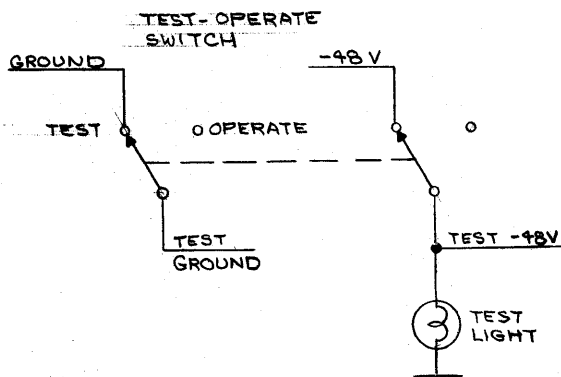 TEST-OPERATE
SWITCH
GROUND
-48 V
TEST
OPERATE
TEST
GROUND
TEST -48V
TEST
LIGHT